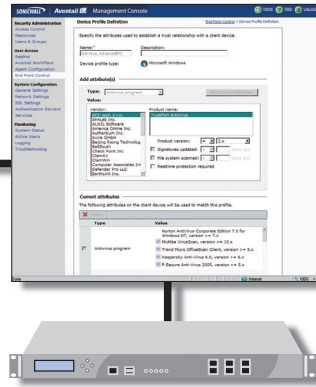 SONICWALL Aventail Management Console
Security Administration
Access Control
Resources
Users & Groups
User Access
Realms
Aventail WorkPlace
Agent Configuration
End Point Control
System Configuration
General Settings
Network Settings
SSL Settings
Authentication Servers
Services
Monitoring
System Status
Active Users
Logging
Troubleshooting
Device Profile Definition
End Point Control > Device Profile Definition
Specify the attributes used to establish a trust relationship with a client device.
Name:*
Description:
Device profile type: Microsoft Windows
Add attribute(s)
Type: Antivirus program
Value:
Vendor:
AhnLab Inc.
ALWIL Software
America Online Inc.
Authentium Inc.
Avira GmbH
Beijing Rising Technology
BellSouth
Check Point Inc.
ClamAV
ClamWin
Computer Associates Int
Defender Pro LLC
EarthLink Inc.
Product name:
Product version: 2.x
Signatures updated:
File system scanned:
Realtime protection required
Current attributes
The following attributes on the client device will be used to match this profile.
Type
Value
Antivirus program
Norton AntiVirus Corporate Edition 7.0 for
Windows NT, version >= 7.x
McAfee VirusScan, version >= 10.x
Trend Micro OfficeScan Client, version >= 5.x
Kaspersky Anti-Virus 6.0, version >= 6.x
F-Secure Anti-Virus 2005, version >= 5.x
Done
Internet
100%